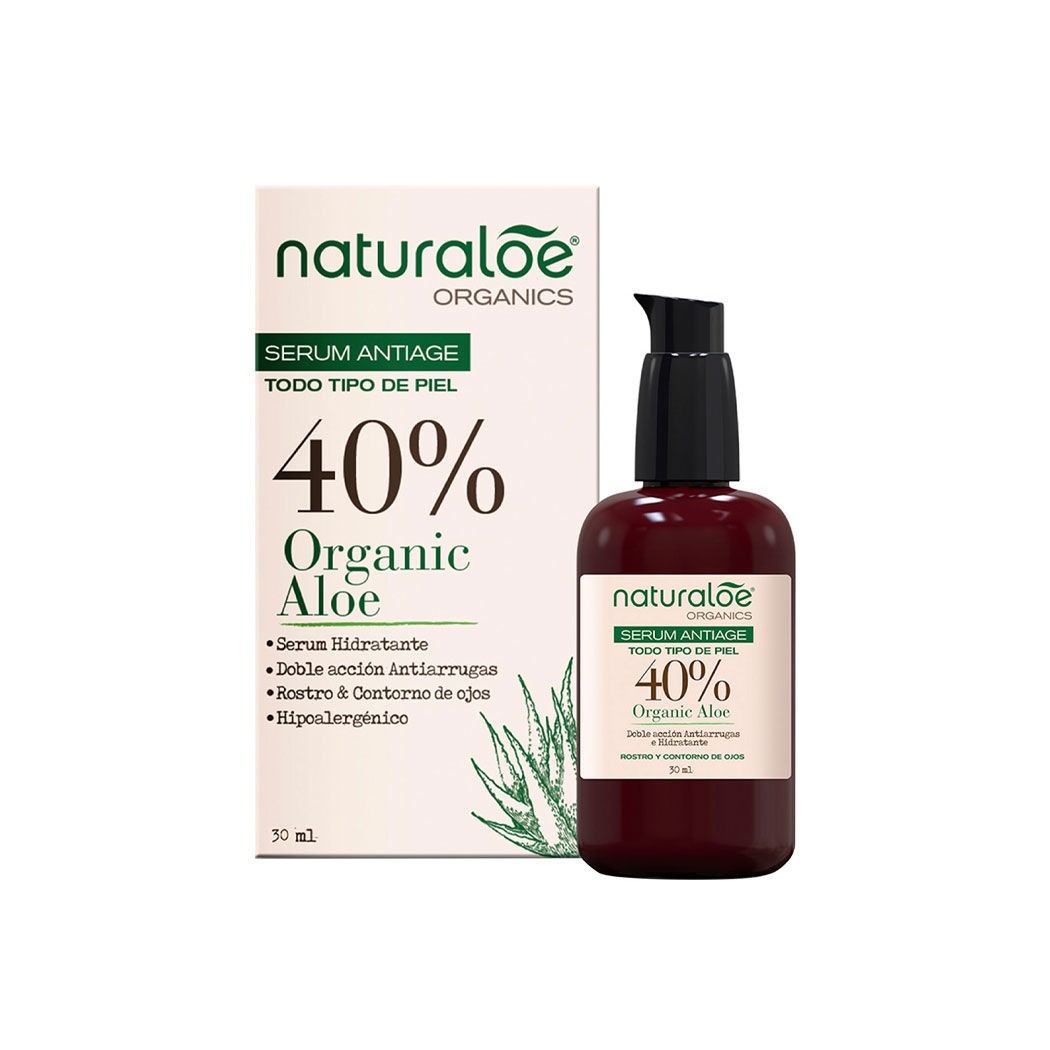 naturaloe®
ORGANICS
SERUM ANTIAGE
TODO TIPO DE PIEL
40%
Organic
Aloe
•Serum Hidratante
•Doble acción Antiarrugas
•Rostro & Contorno de ojos
•Hipoalergénico
30 ml
naturaloe®
ORGANICS
SERUM ANTIAGE
TODO TIPO DE PIEL
40%
Organic Aloe
Doble acción Antiarrugas
e Hidratante
ROSTRO Y CONTORNO DE OJOS
30 ml